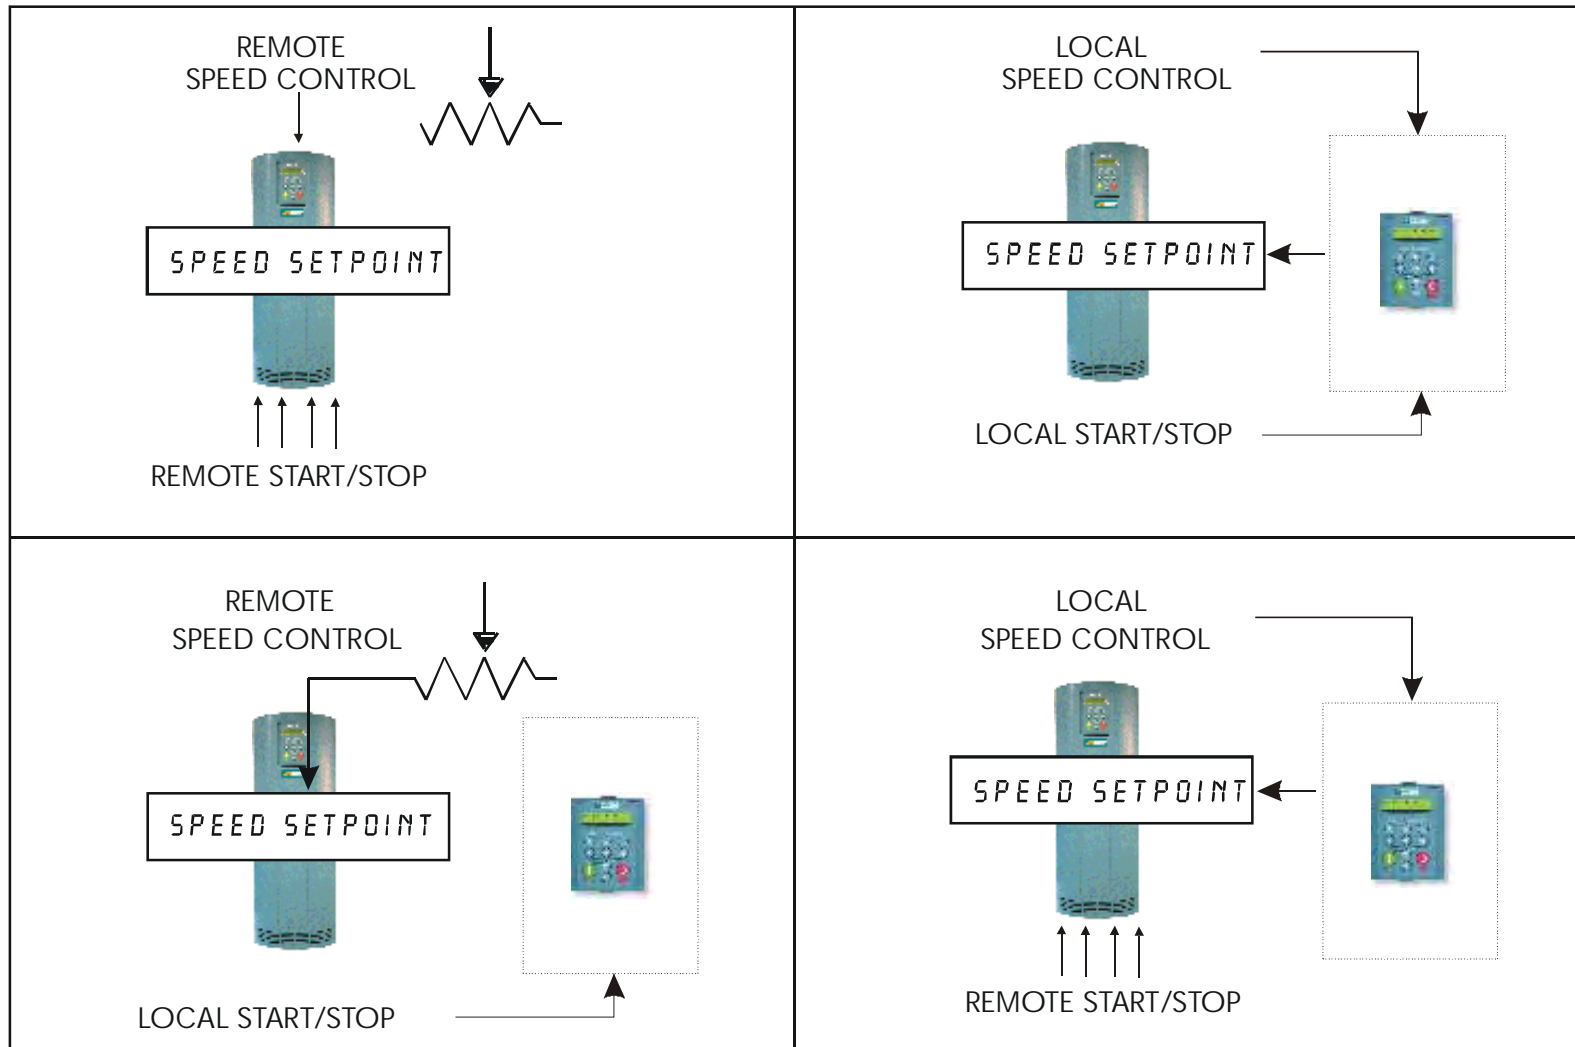 REMOTE
SPEED CONTROL
SPEED SETPOINT
REMOTE START/STOP
LOCAL
SPEED CONTROL
SPEED SETPOINT
LOCAL START/STOP
REMOTE
SPEED CONTROL
SPEED SETPOINT
LOCAL START/STOP
LOCAL
SPEED CONTROL
SPEED SETPOINT
REMOTE START/STOP